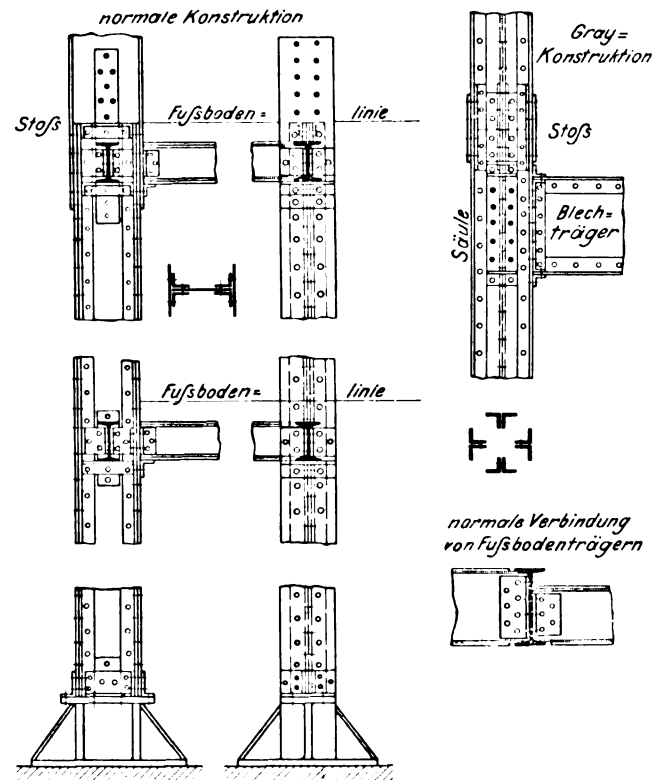 normale Konstruktion
Stoß
Fußboden= linie
Fußboden= linie
Gray=
Konstruktion
Stoß
Säule
Blech=
träger
normale Verbindung
von Fußbodenträgern